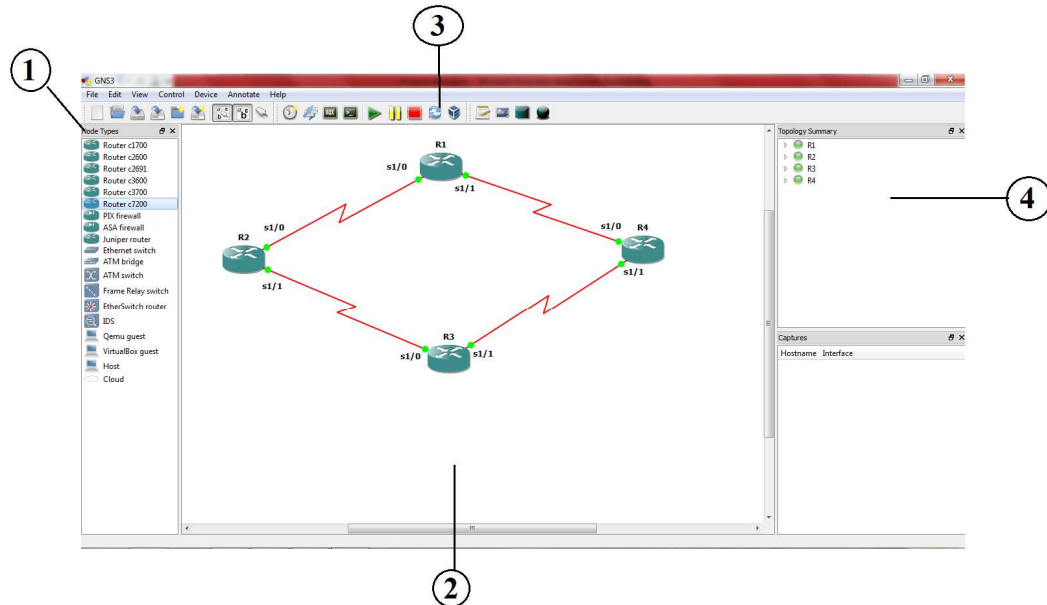 3
1
GNS3
File Edit View Control Device Annotate Help
Node Types
Router c1700
Router c2600
Router c2691
Router c3600
Router c3700
Router c7200
PIX firewall
ASA firewall
Juniper router
Ethernet switch
ATM bridge
ATM switch
Frame Relay switch
EtherSwitch router
IDS
Qemu guest
VirtualBox guest
Host
Cloud
R1
s1/0
s1/1
s1/0
R2
s1/1
s1/0
R4
s1/1
R3
s1/0
s1/1
Topology Summary
R1
R2
R3
R4
4
Captures
Hostname Interface
2